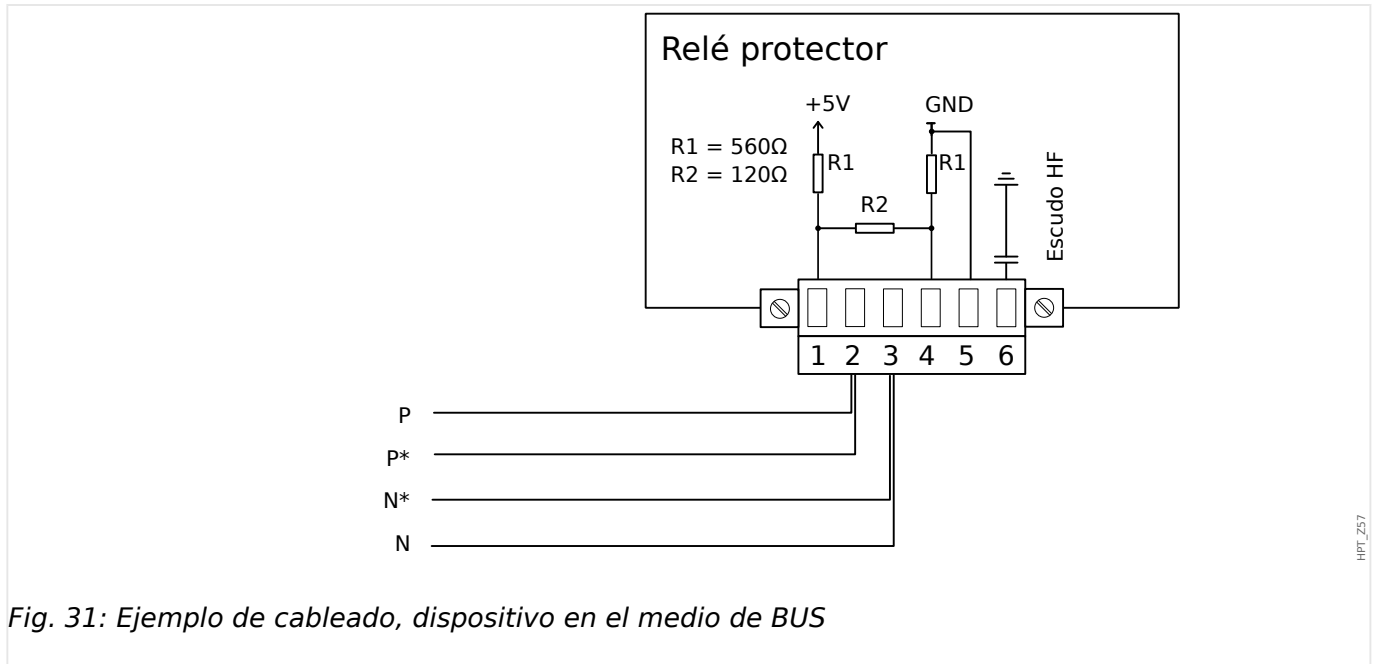 Relé protector
+5V
GND
R1 = 560Ω
R2 = 120Ω
R1
R1
R2
Escudo HF
1 2 3 4 5 6
P
P*
N*
N
HPT_Z57
Fig. 31: Ejemplo de cableado, dispositivo en el medio de BUS